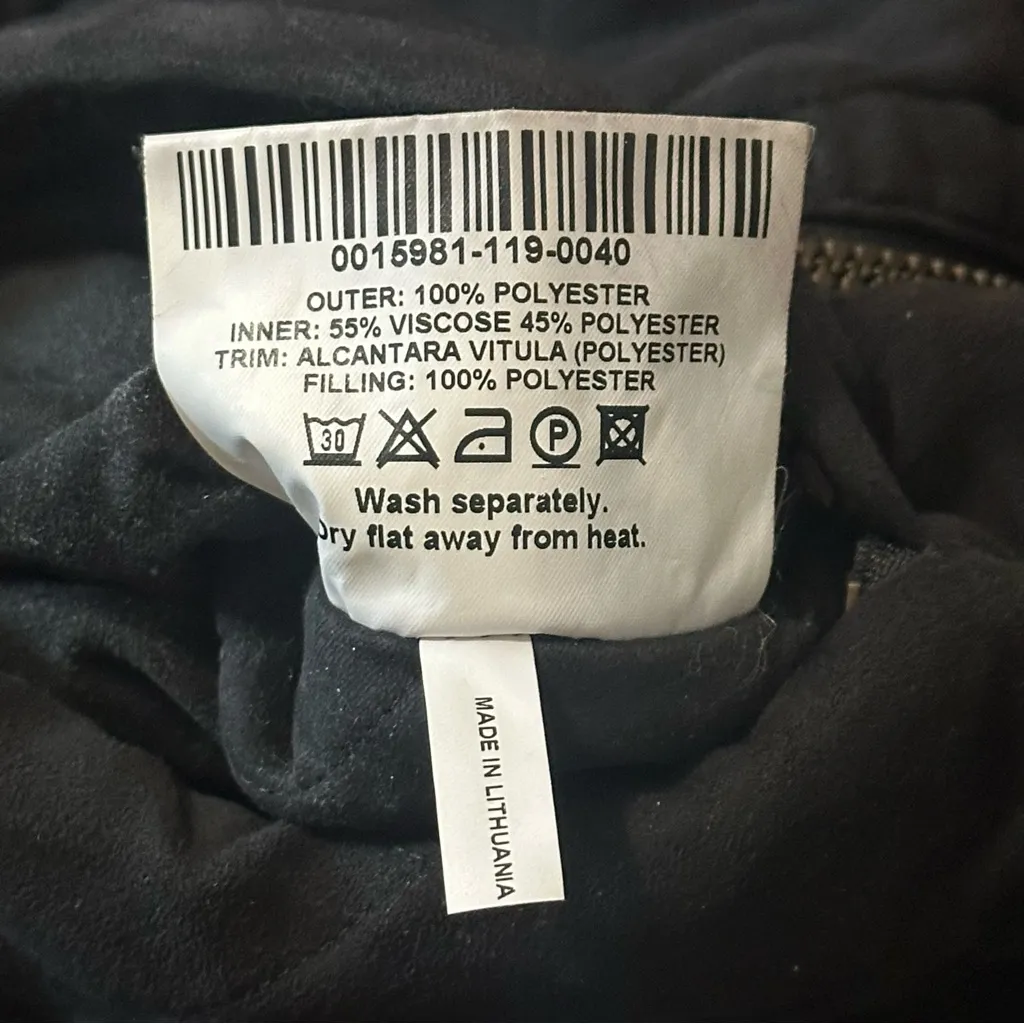 0015981-119-0040
OUTER: 100% POLYESTER
INNER: 55% VISCOSE 45% POLYESTER
TRIM: ALCANTARA VITULA (POLYESTER)
FILLING: 100% POLYESTER
30 P
Wash separately.
Dry flat away from heat.
MADE IN LITHUANIA